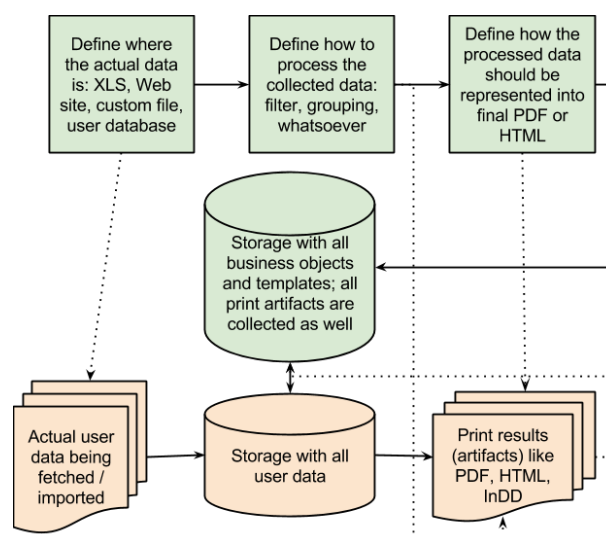 Define where
the actual data
is: XLS, Web
site, custom file,
user database
Define how to
process the
collected data:
filter, grouping,
whatsoever
Define how the
processed data
should be
represented into
final PDF or
HTML
Storage with all
business objects
and templates; all
print artifacts are
collected as well
Actual user
data being
fetched /
imported
Storage with all
user data
Print results
(artifacts) like
PDF, HTML,
InDD